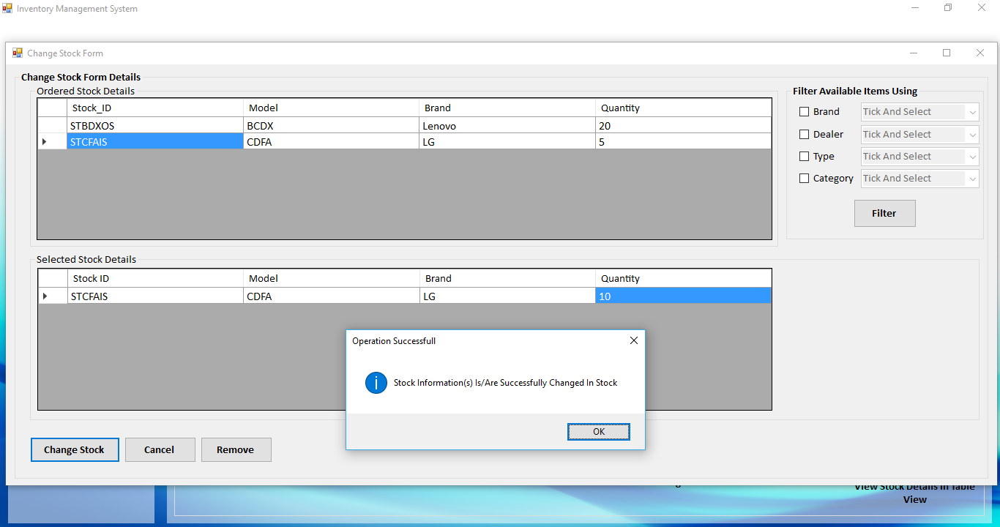 Inventory Management System
Change Stock Form
Change Stock Form Details
Ordered Stock Details
Stock_ID Model Brand Quantity
STBDXOS BCDX Lenovo 20
STCFAIS CDFA LG 5
Filter Available Items Using
Brand Tick And Select
Dealer Tick And Select
Type Tick And Select
Category Tick And Select
Filter
Selected Stock Details
Stock ID Model Brand Quantity
STCFAIS CDFA LG 10
Operation Successfull
Stock Information(s) Is/Are Successfully Changed In Stock
OK
Change Stock Cancel Remove
View Stock Details In Table
View